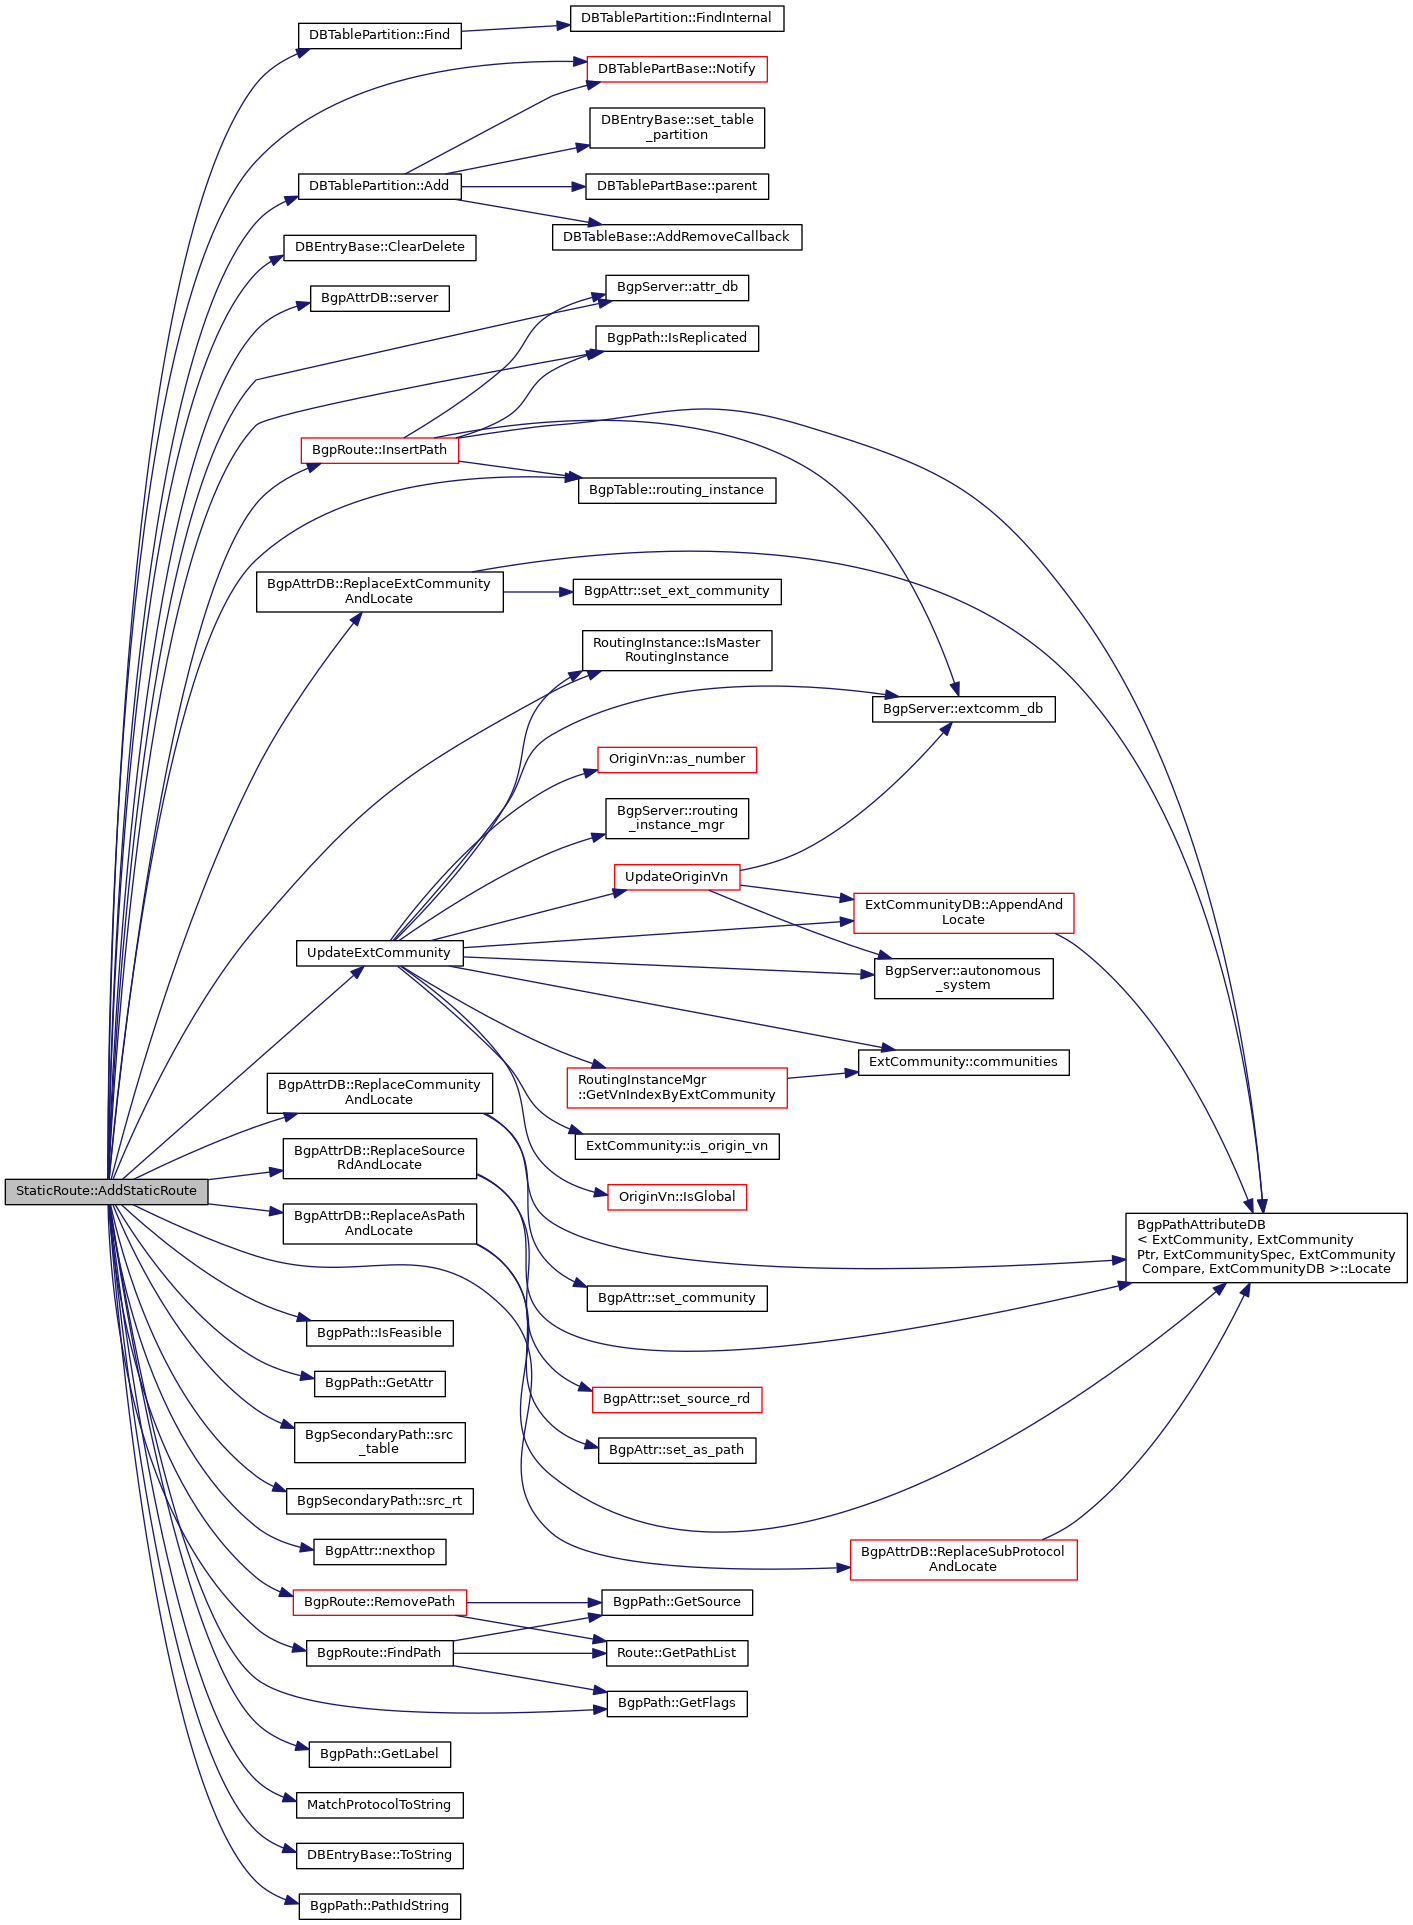 DBTablePartition::FindInternal
DBTablePartition::Find
DBTablePartBase::Notify
DBEntryBase::set_table
_partition
DBTablePartition::Add
DBTablePartBase::parent
DBTableBase::AddRemoveCallback
DBEntryBase::ClearDelete
BgpServer::attr_db
BgpAttrDB::server
BgpPath::IsReplicated
BgpRoute::InsertPath
BgpTable::routing_instance
BgpAttrDB::ReplaceExtCommunity
AndLocate
BgpAttr::set_ext_community
RoutingInstance::IsMaster
RoutingInstance
BgpServer::extcomm_db
OriginVn::as_number
BgpServer::routing
_instance_mgr
UpdateOriginVn
ExtCommunityDB::AppendAnd
Locate
UpdateExtCommunity
BgpServer::autonomous
_system
ExtCommunity::communities
RoutingInstanceMgr
::GetVnIndexByExtCommunity
BgpAttrDB::ReplaceCommunity
AndLocate
ExtCommunity::is_origin_vn
BgpAttrDB::ReplaceSource
RdAndLocate
StaticRoute::AddStaticRoute
OriginVn::IsGlobal
BgpAttrDB::ReplaceAsPath
AndLocate
BgpPathAttributeDB
< ExtCommunity, ExtCommunity
Ptr, ExtCommunitySpec, ExtCommunity
Compare, ExtCommunityDB >::Locate
BgpAttr::set_community
BgpPath::IsFeasible
BgpPath::GetAttr
BgpAttr::set_source_rd
BgpSecondaryPath::src
_table
BgpAttr::set_as_path
BgpSecondaryPath::src_rt
BgpAttr::nexthop
BgpAttrDB::ReplaceSubProtocol
AndLocate
BgpRoute::RemovePath
BgpPath::GetSource
BgpRoute::FindPath
Route::GetPathList
BgpPath::GetFlags
BgpPath::GetLabel
MatchProtocolToString
DBEntryBase::ToString
BgpPath::PathIdString